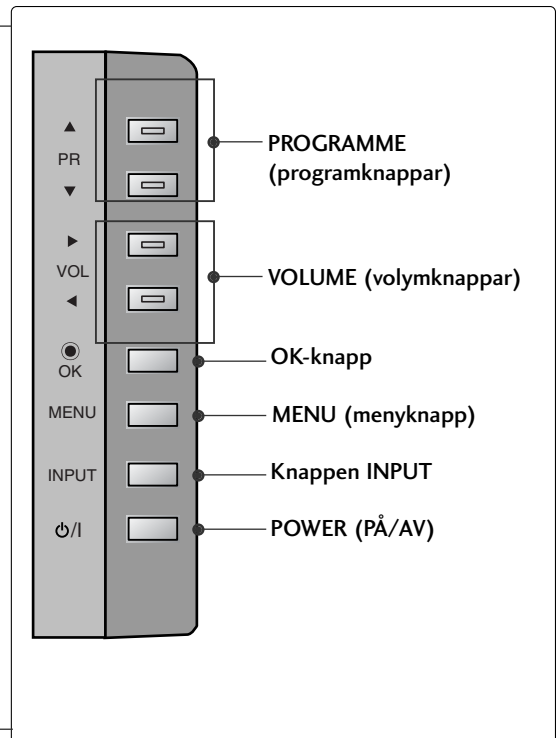 ▲
PR
▼
PROGRAMME
(programknappar)
▶
VOL
◀
VOLUME (volymknappar)
OK
OK-knapp
MENU
MENU (menyknapp)
INPUT
Knappen INPUT
⏻/I
POWER (PÅ/AV)